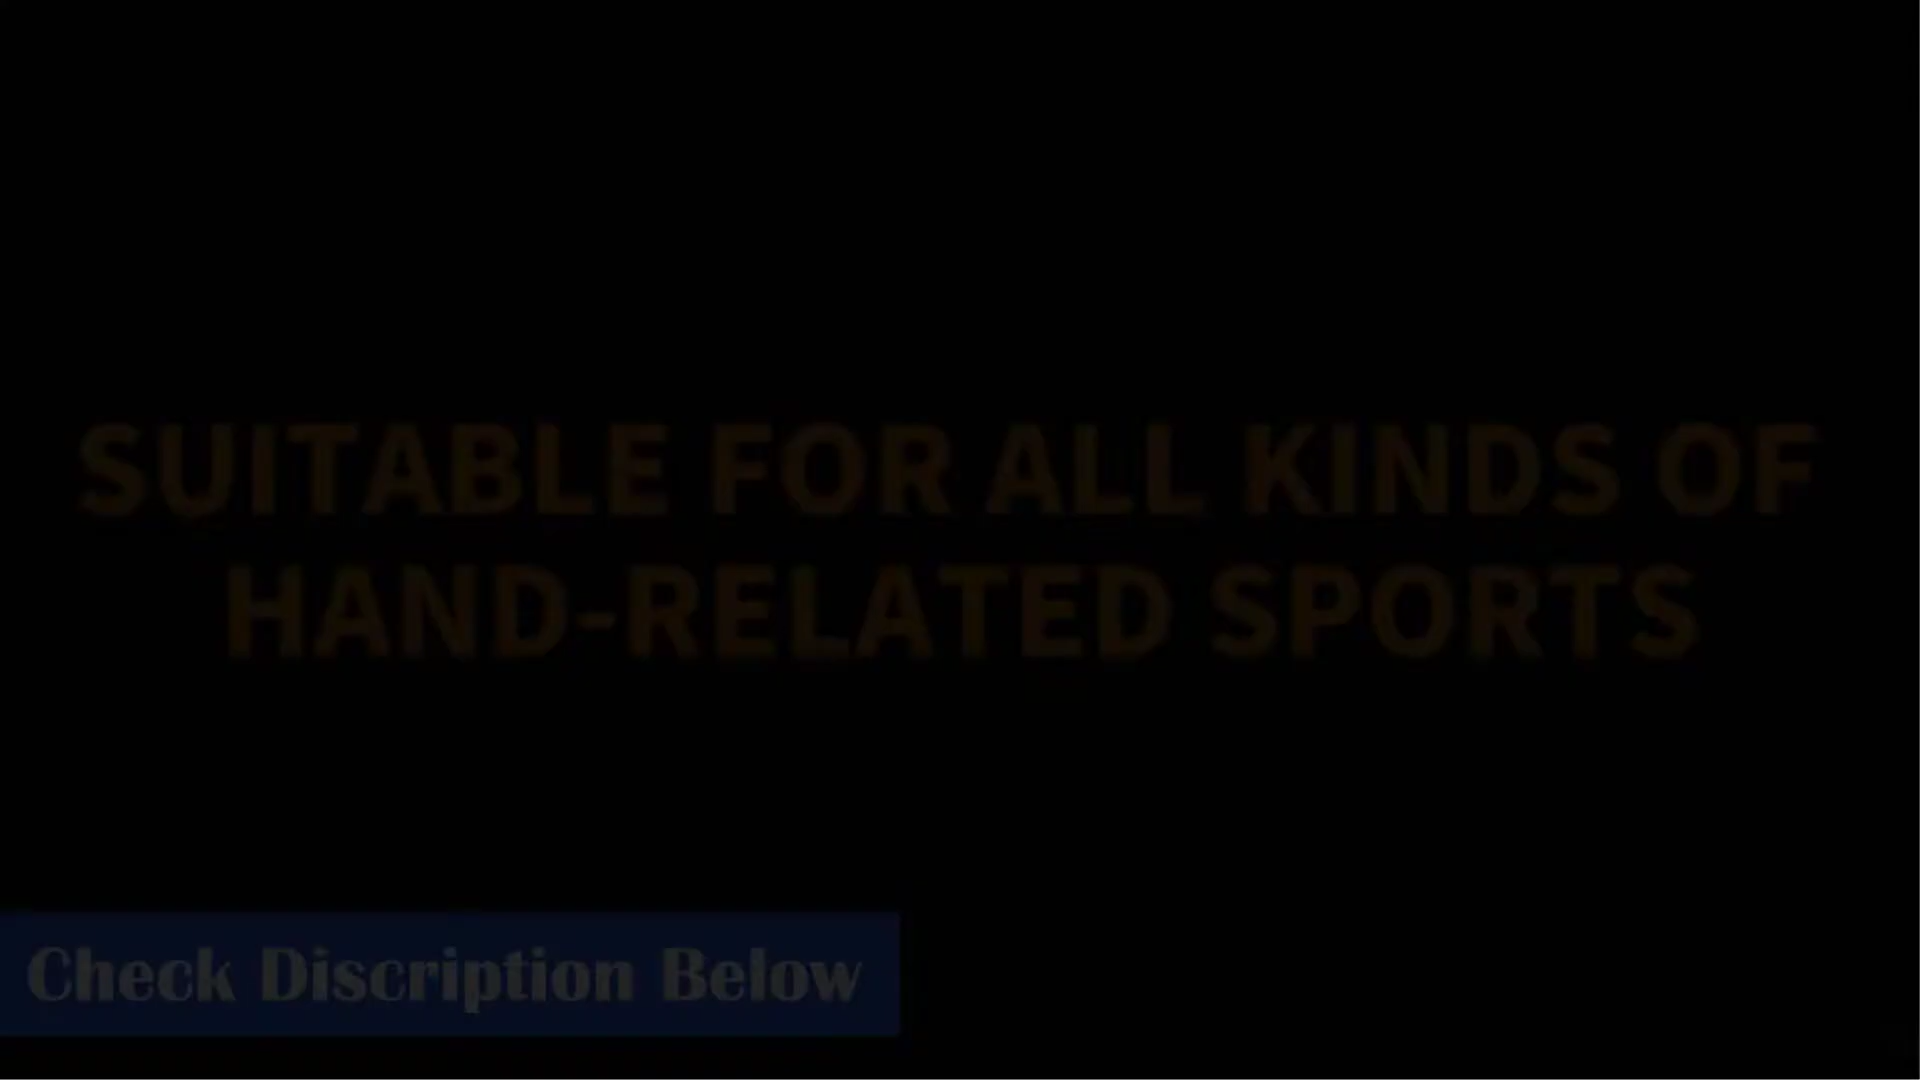 SUITABLE FOR ALL KINDS OF
HAND-RELATED SPORTS
Check Discription Below